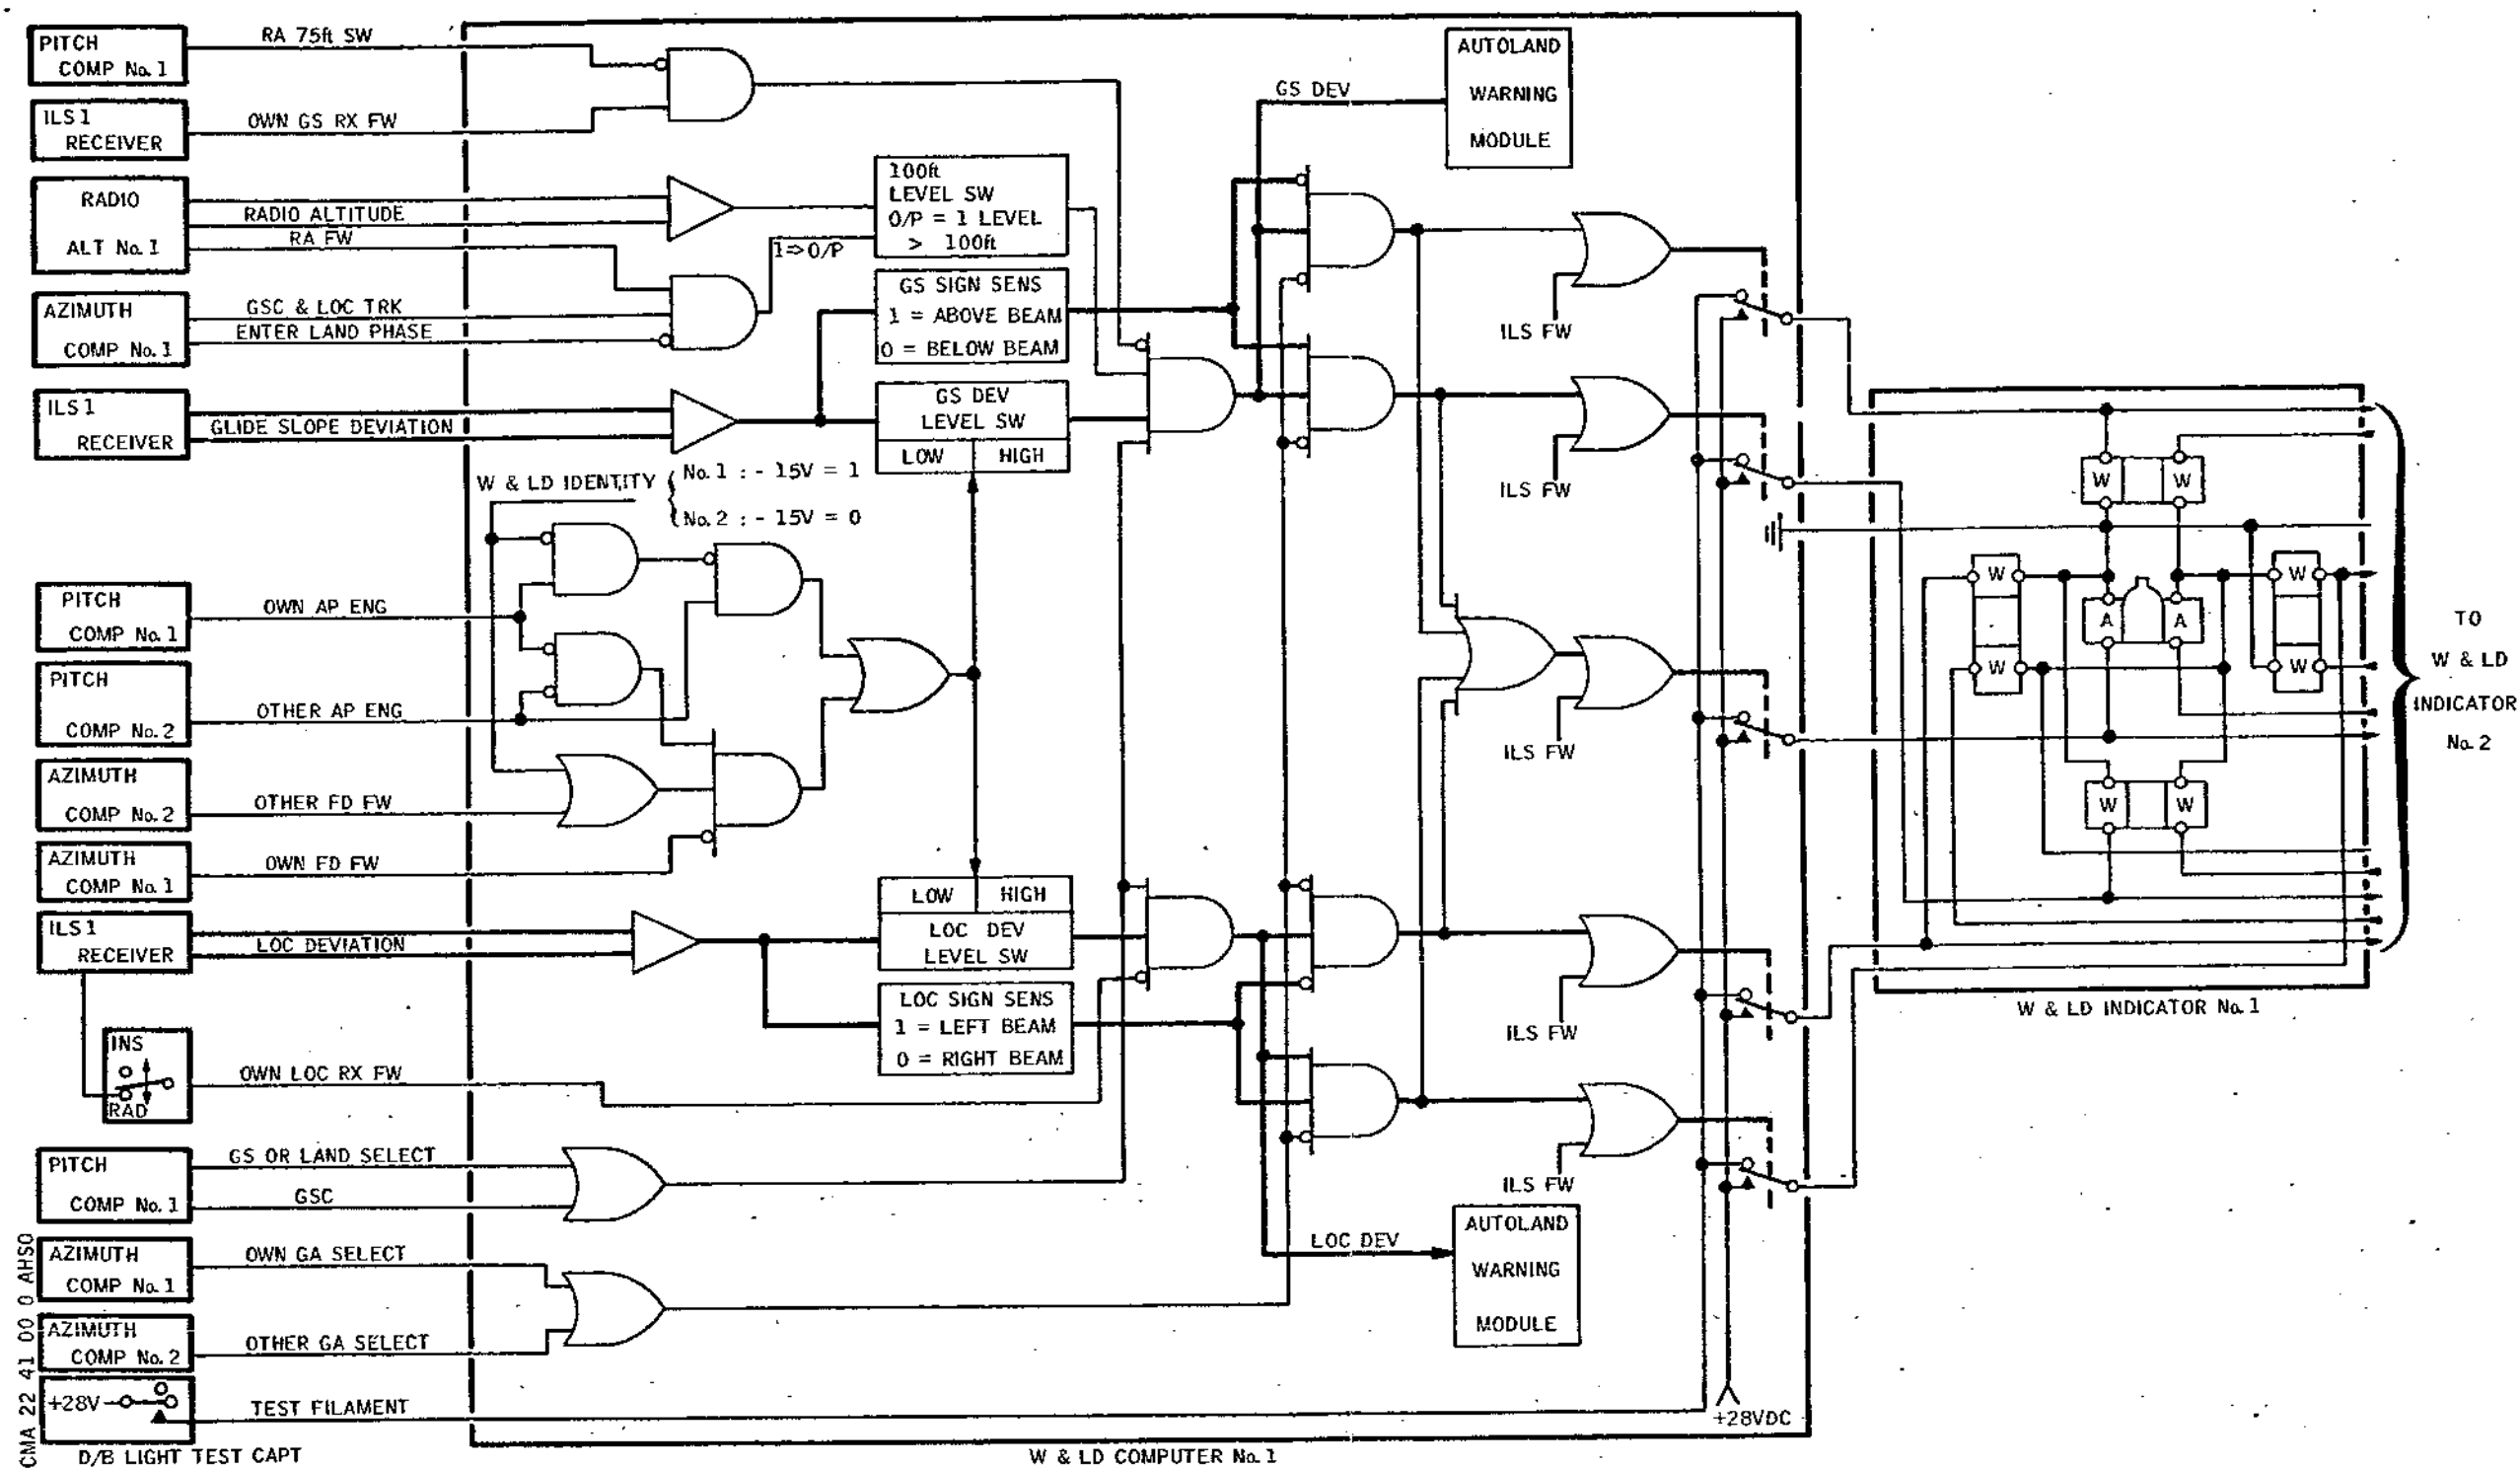 PITCH
COMP No.1
RA 75ft SW
ILS1
RECEIVER
OWN GS RX FW
RADIO
ALT No.1
RADIO ALTITUDE
RA FW
AZIMUTH
COMP No.1
GSC & LOC TRK
ENTER LAND PHASE
ILS1
RECEIVER
GLIDE SLOPE DEVIATION
100ft
LEVEL SW
O/P = 1 LEVEL
> 100ft
1=>O/P
GS SIGN SENS
1 = ABOVE BEAM
0 = BELOW BEAM
GS DEV
LEVEL SW
LOW HIGH
W & LD IDENTITY
No.1 : - 15V = 1
No.2 : - 15V = 0
PITCH
COMP No.1
OWN AP ENG
PITCH
COMP No.2
OTHER AP ENG
AZIMUTH
COMP No.2
OTHER FD FW
AZIMUTH
COMP No.1
OWN FD FW
ILS1
RECEIVER
LOC DEVIATION
LOW HIGH
LOC DEV
LEVEL SW
LOC SIGN SENS
1 = LEFT BEAM
0 = RIGHT BEAM
INS
RAD
OWN LOC RX FW
PITCH
COMP No.1
GS OR LAND SELECT
GSC
AZIMUTH
COMP No.1
OWN GA SELECT
AZIMUTH
COMP No.2
OTHER GA SELECT
+28V
TEST FILAMENT
D/B LIGHT TEST CAPT
CMA 22 41 00 0 AHS0
GS DEV
AUTOLAND
WARNING
MODULE
ILS FW
ILS FW
ILS FW
ILS FW
ILS FW
LOC DEV
AUTOLAND
WARNING
MODULE
+28VDC
W & LD COMPUTER No.1
W W
W W
A A
W W
W W
W & LD INDICATOR No.1
TO
W & LD
INDICATOR
No.2